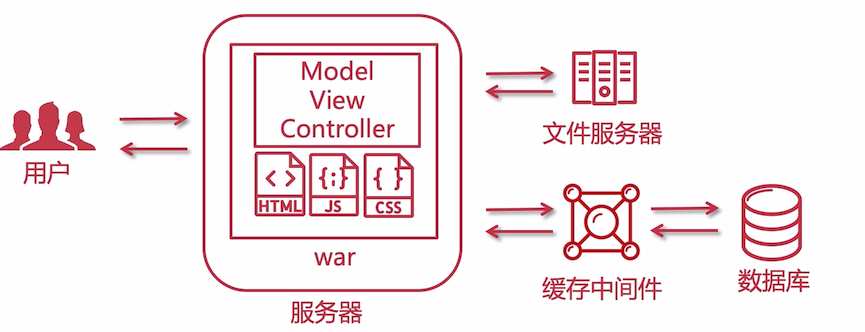 用户
Model
View
Controller
HTML
JS
CSS
war
服务器
文件服务器
缓存中间件
数据库